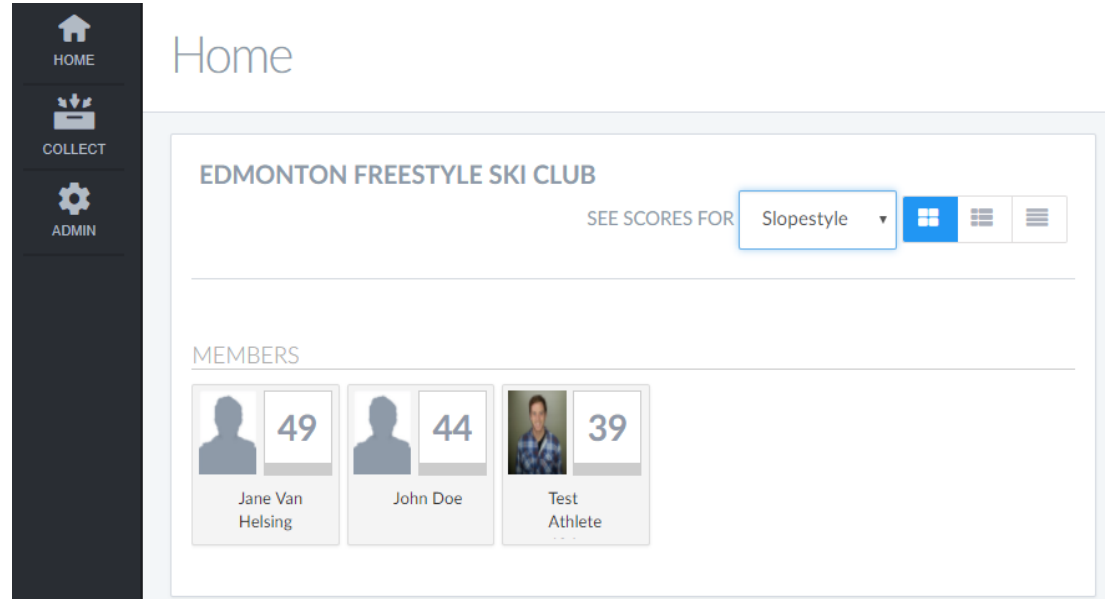 HOME
Home
COLLECT
ADMIN
EDMONTON FREESTYLE SKI CLUB
SEE SCORES FOR Slopestyle
MEMBERS
49
Jane Van
Helsing
44
John Doe
39
Test
Athlete